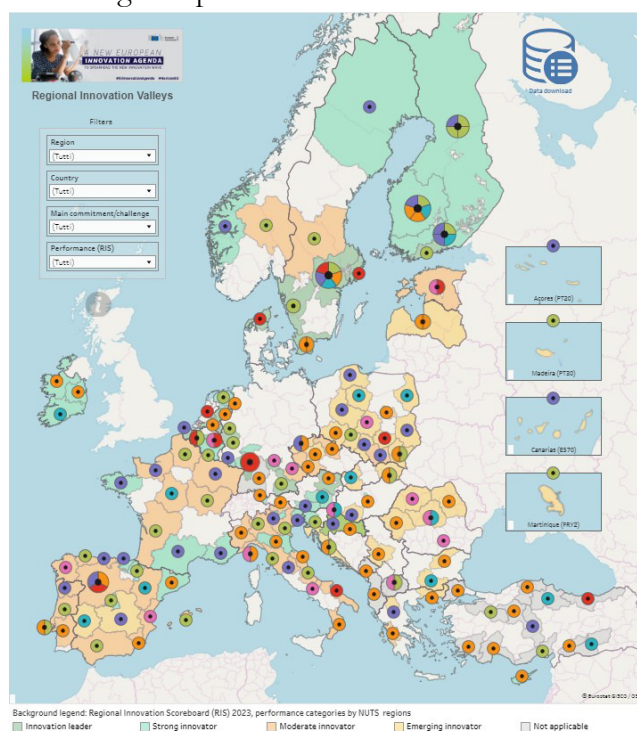 A NEW EUROPEAN
INNOVATION AGENDA
Regional Innovation Valleys
Filters
Region
(Tutti)
Country
(Tutti)
Main commitment/challenge
(Tutti)
Performance (RIS)
(Tutti)
Data download
Açores (PT20)
Madeira (PT30)
Canarias (ES70)
Martinique (FRY2)
Background legend: Regional Innovation Scoreboard (RIS) 2023, performance categories by NUTS regions
Innovation leader
Strong innovator
Moderate innovator
Emerging innovator
Not applicable